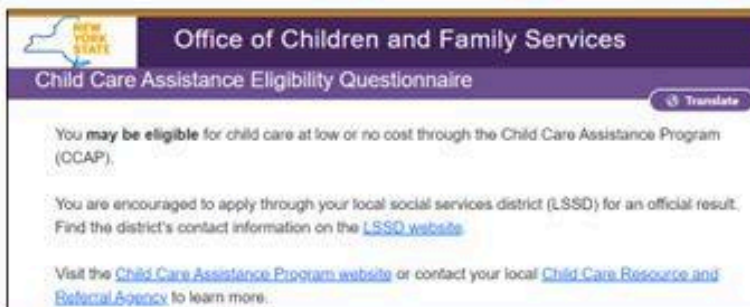 NEW
YORK
STATE
Office of Children and Family Services
Child Care Assistance Eligibility Questionnaire
Translate
You may be eligible for child care at low or no cost through the Child Care Assistance Program
(CCAP).
You are encouraged to apply through your local social services district (LSSD) for an official result.
Find the district's contact information on the LSSD website.
Visit the Child Care Assistance Program website or contact your local Child Care Resource and
Referral Agency to learn more.